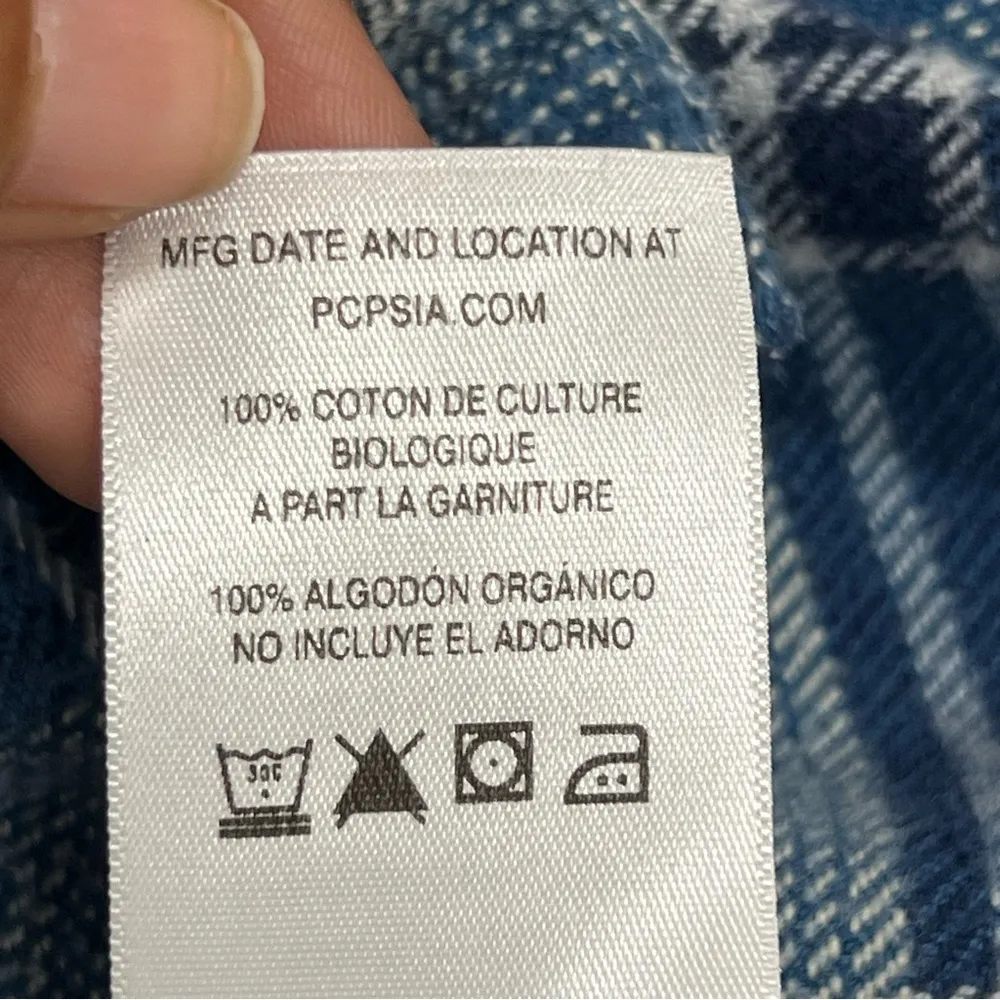 MFG DATE AND LOCATION AT
PCPSIA.COM
100% COTON DE CULTURE
BIOLOGIQUE
A PART LA GARNITURE
100% ALGODÓN ORGÁNICO
NO INCLUYE EL ADORNO
30C